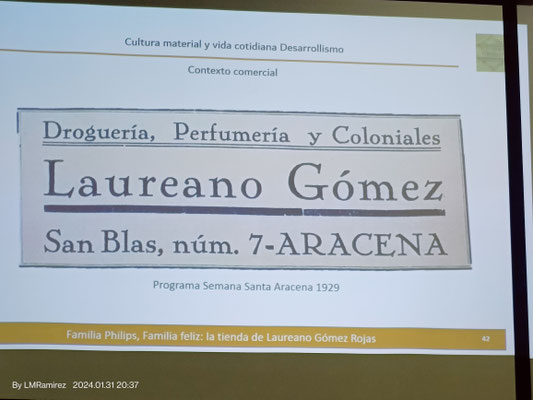 Cultura material y vida cotidiana Desarrollismo
Contexto comercial
Droguería, Perfumería y Coloniales
Laureano Gómez
San Blas, núm. 7-ARACENA
Programa Semana Santa Aracena 1929
Familia Philips, Familia feliz: la tienda de Laureano Gómez Rojas
42
By LMRamirez 2024.01.31 20:37